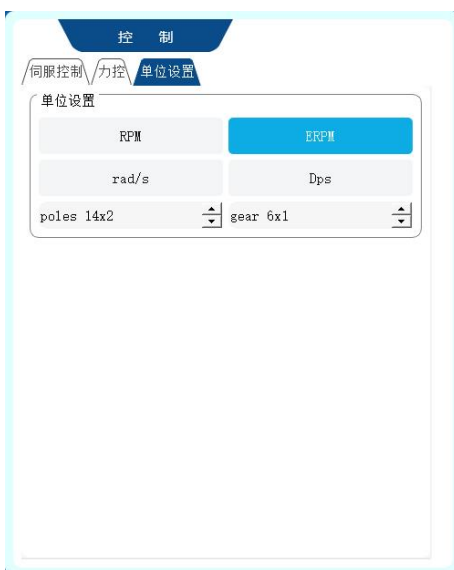 控 制
伺服控制 力控 单位设置
单位设置
RPM ERPM
rad/s Dps
poles 14x2 gear 6x1